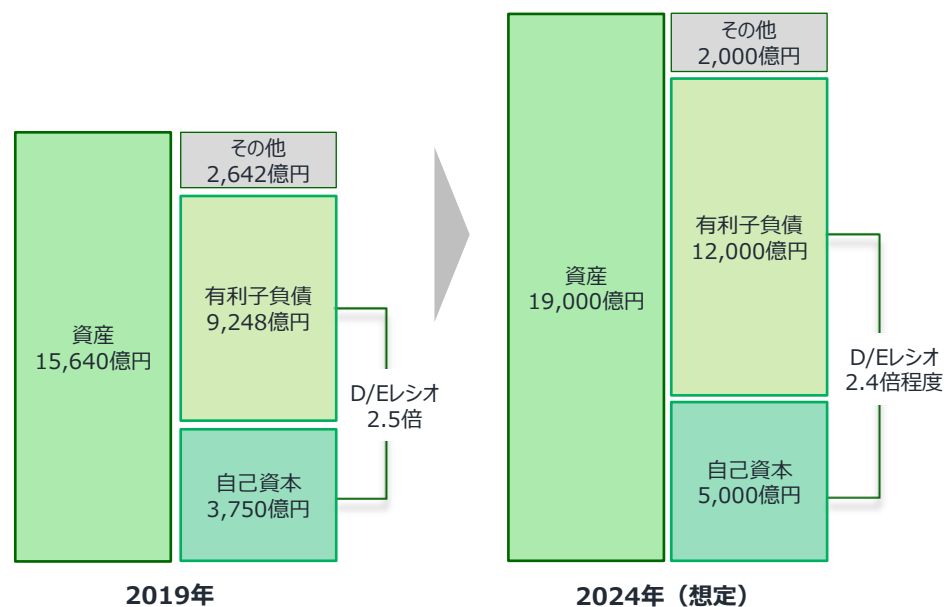 その他
2,642億円
資産
15,640億円
有利子負債
9,248億円
D/Eレシオ
2.5倍
自己資本
3,750億円
2019年
その他
2,000億円
資産
19,000億円
有利子負債
12,000億円
D/Eレシオ
2.4倍程度
自己資本
5,000億円
2024年（想定）